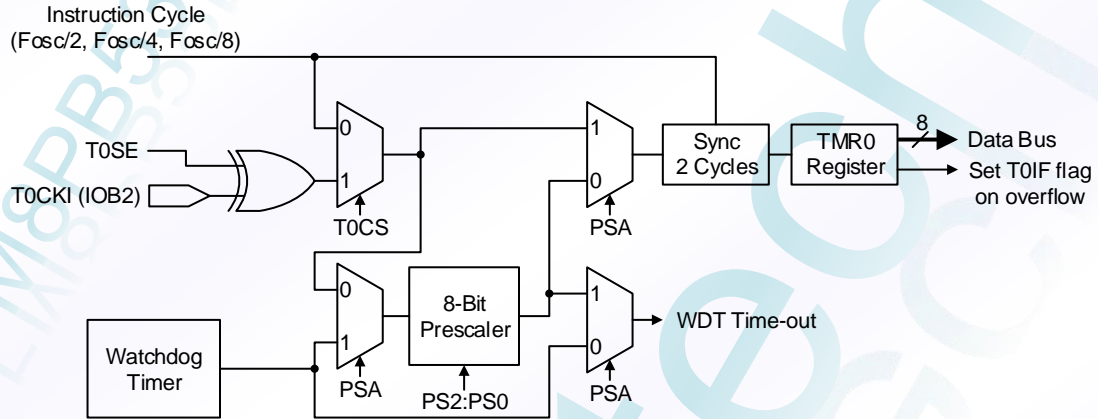 Instruction Cycle
(Fosc/2, Fosc/4, Fosc/8)
T0SE
T0CKI (IOB2)
0
1
T0CS
1
0
PSA
Sync
2 Cycles
TMR0
Register
8
Data Bus
Set T0IF flag
on overflow
Watchdog
Timer
0
1
PSA
8-Bit
Prescaler
PS2:PS0
1
0
PSA
WDT Time-out